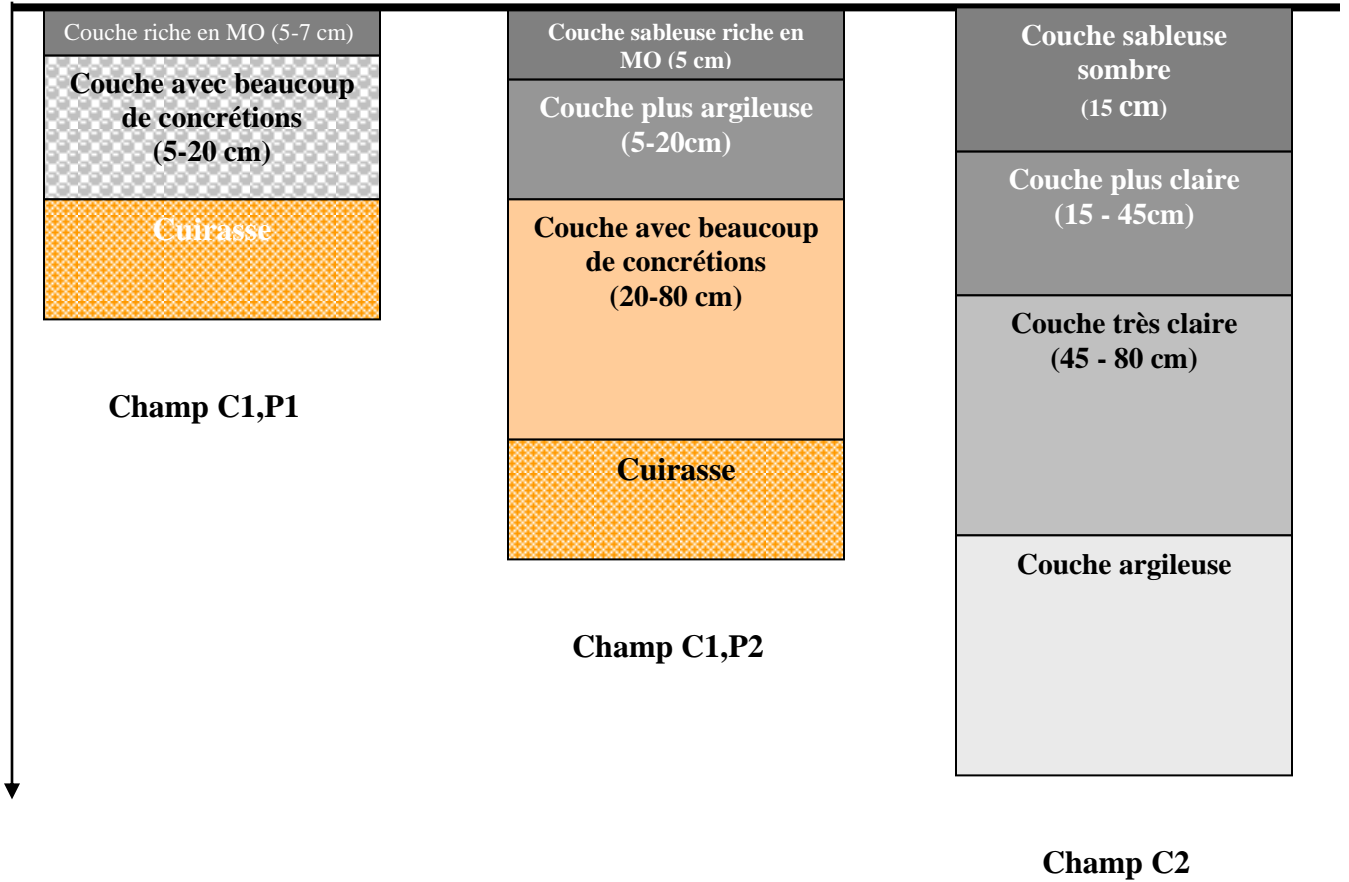 Couche riche en MO (5-7 cm)
Couche avec beaucoup
de concrétions
(5-20 cm)
Cuirasse
Champ C1,P1
Couche sableuse riche en
MO (5 cm)
Couche plus argileuse
(5-20cm)
Couche avec beaucoup
de concrétions
(20-80 cm)
Cuirasse
Champ C1,P2
Couche sableuse
sombre
(15 cm)
Couche plus claire
(15 - 45cm)
Couche très claire
(45 - 80 cm)
Couche argileuse
Champ C2